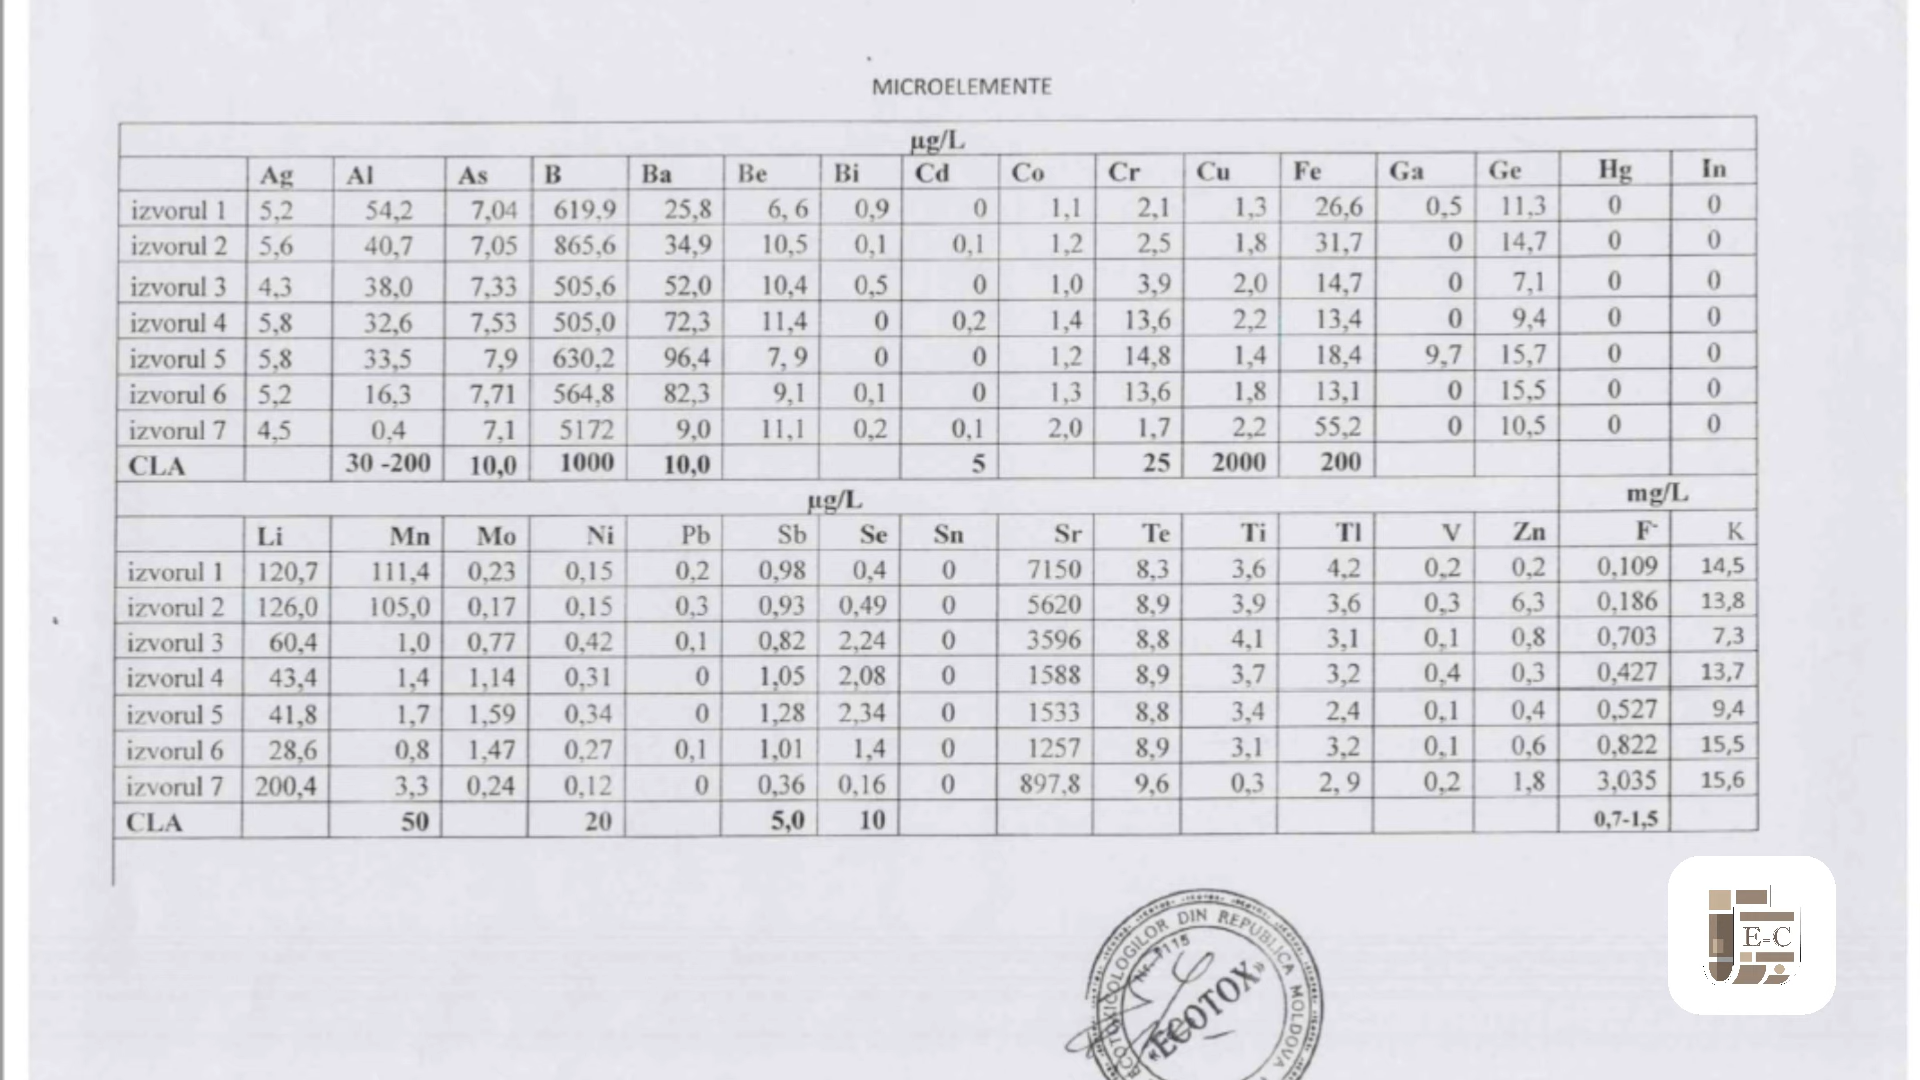 MICROELEMENTE
µg/L
Ag Al As B Ba Be Bi Cd Co Cr Cu Fe Ga Ge Hg In
izvorul 1 5,2 54,2 7,04 619,9 25,8 6, 6 0,9 0 1,1 2,1 1,3 26,6 0,5 11,3 0 0
izvorul 2 5,6 40,7 7,05 865,6 34,9 10,5 0,1 0,1 1,2 2,5 1,8 31,7 0 14,7 0 0
izvorul 3 4,3 38,0 7,33 505,6 52,0 10,4 0,5 0 1,0 3,9 2,0 14,7 0 7,1 0 0
izvorul 4 5,8 32,6 7,53 505,0 72,3 11,4 0 0,2 1,4 13,6 2,2 13,4 0 9,4 0 0
izvorul 5 5,8 33,5 7,9 630,2 96,4 7, 9 0 0 1,2 14,8 1,4 18,4 9,7 15,7 0 0
izvorul 6 5,2 16,3 7,71 564,8 82,3 9,1 0,1 0 1,3 13,6 1,8 13,1 0 15,5 0 0
izvorul 7 4,5 0,4 7,1 5172 9,0 11,1 0,2 0,1 2,0 1,7 2,2 55,2 0 10,5 0 0
CLA 30 -200 10,0 1000 10,0 5 25 2000 200
µg/L mg/L
Li Mn Mo Ni Pb Sb Se Sn Sr Te Ti Tl V Zn F⁻ K
izvorul 1 120,7 111,4 0,23 0,15 0,2 0,98 0,4 0 7150 8,3 3,6 4,2 0,2 0,2 0,109 14,5
izvorul 2 126,0 105,0 0,17 0,15 0,3 0,93 0,49 0 5620 8,9 3,9 3,6 0,3 6,3 0,186 13,8
izvorul 3 60,4 1,0 0,77 0,42 0,1 0,82 2,24 0 3596 8,8 4,1 3,1 0,1 0,8 0,703 7,3
izvorul 4 43,4 1,4 1,14 0,31 0 1,05 2,08 0 1588 8,9 3,7 3,2 0,4 0,3 0,427 13,7
izvorul 5 41,8 1,7 1,59 0,34 0 1,28 2,34 0 1533 8,8 3,4 2,4 0,1 0,4 0,527 9,4
izvorul 6 28,6 0,8 1,47 0,27 0,1 1,01 1,4 0 1257 8,9 3,1 3,2 0,1 0,6 0,822 15,5
izvorul 7 200,4 3,3 0,24 0,12 0 0,36 0,16 0 897,8 9,6 0,3 2, 9 0,2 1,8 3,035 15,6
CLA 50 20 5,0 10 0,7-1,5
E-C
ECOTOXICOLOGILOR DIN REPUBLICA MOLDOVA
«ECOTOX»